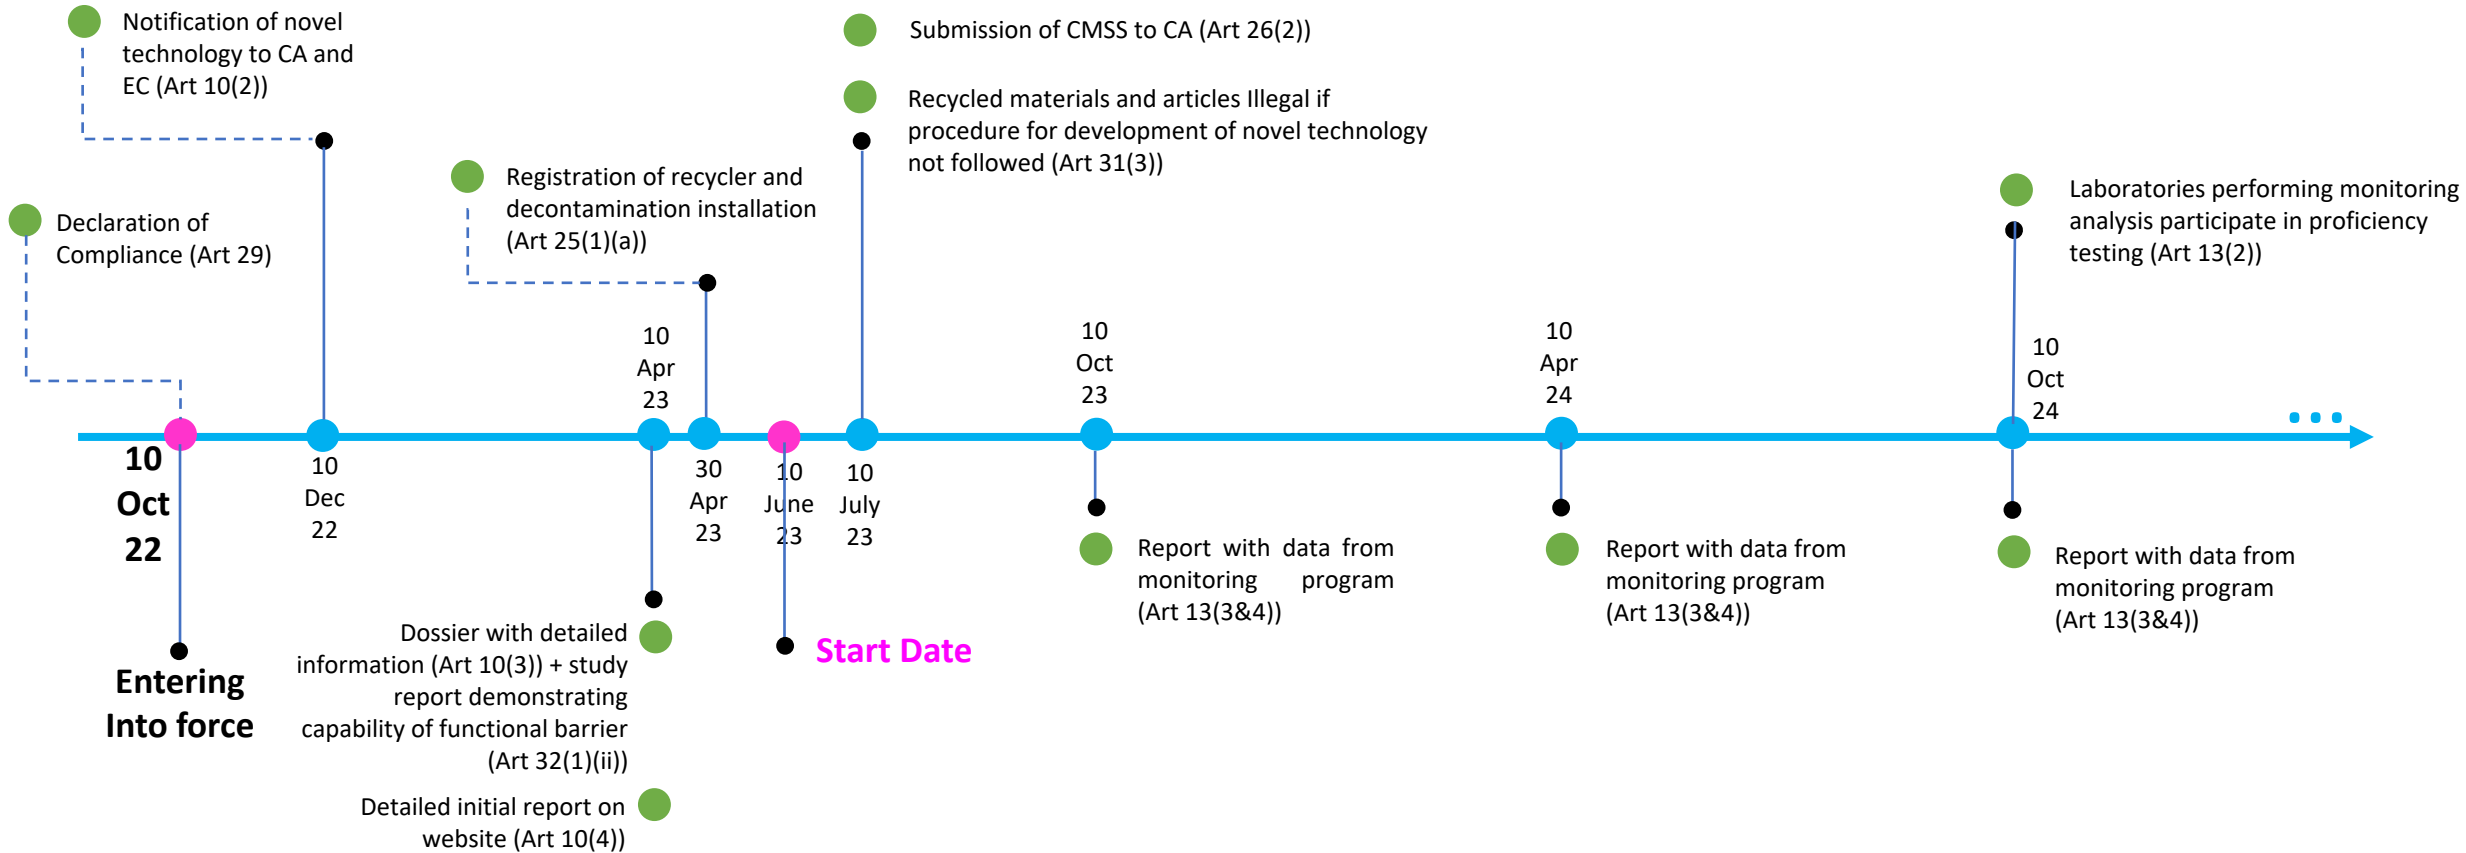 Notification of novel
technology to CA and
EC (Art 10(2))
Submission of CMSS to CA (Art 26(2))
Recycled materials and articles Illegal if
procedure for development of novel technology
not followed (Art 31(3))
Declaration of
Compliance (Art 29)
Registration of recycler and
decontamination installation
(Art 25(1)(a))
Laboratories performing monitoring
analysis participate in proficiency
testing (Art 13(2))
10
Oct
22
10
Dec
22
10
Apr
23
30
Apr
23
10
June
23
10
July
23
10
Oct
23
10
Apr
24
10
Oct
24
...
Entering
Into force
Dossier with detailed
information (Art 10(3)) + study
report demonstrating
capability of functional barrier
(Art 32(1)(ii))
Detailed initial report on
website (Art 10(4))
Start Date
Report with data from
monitoring program
(Art 13(3&4))
Report with data from
monitoring program
(Art 13(3&4))
Report with data from
monitoring program
(Art 13(3&4))